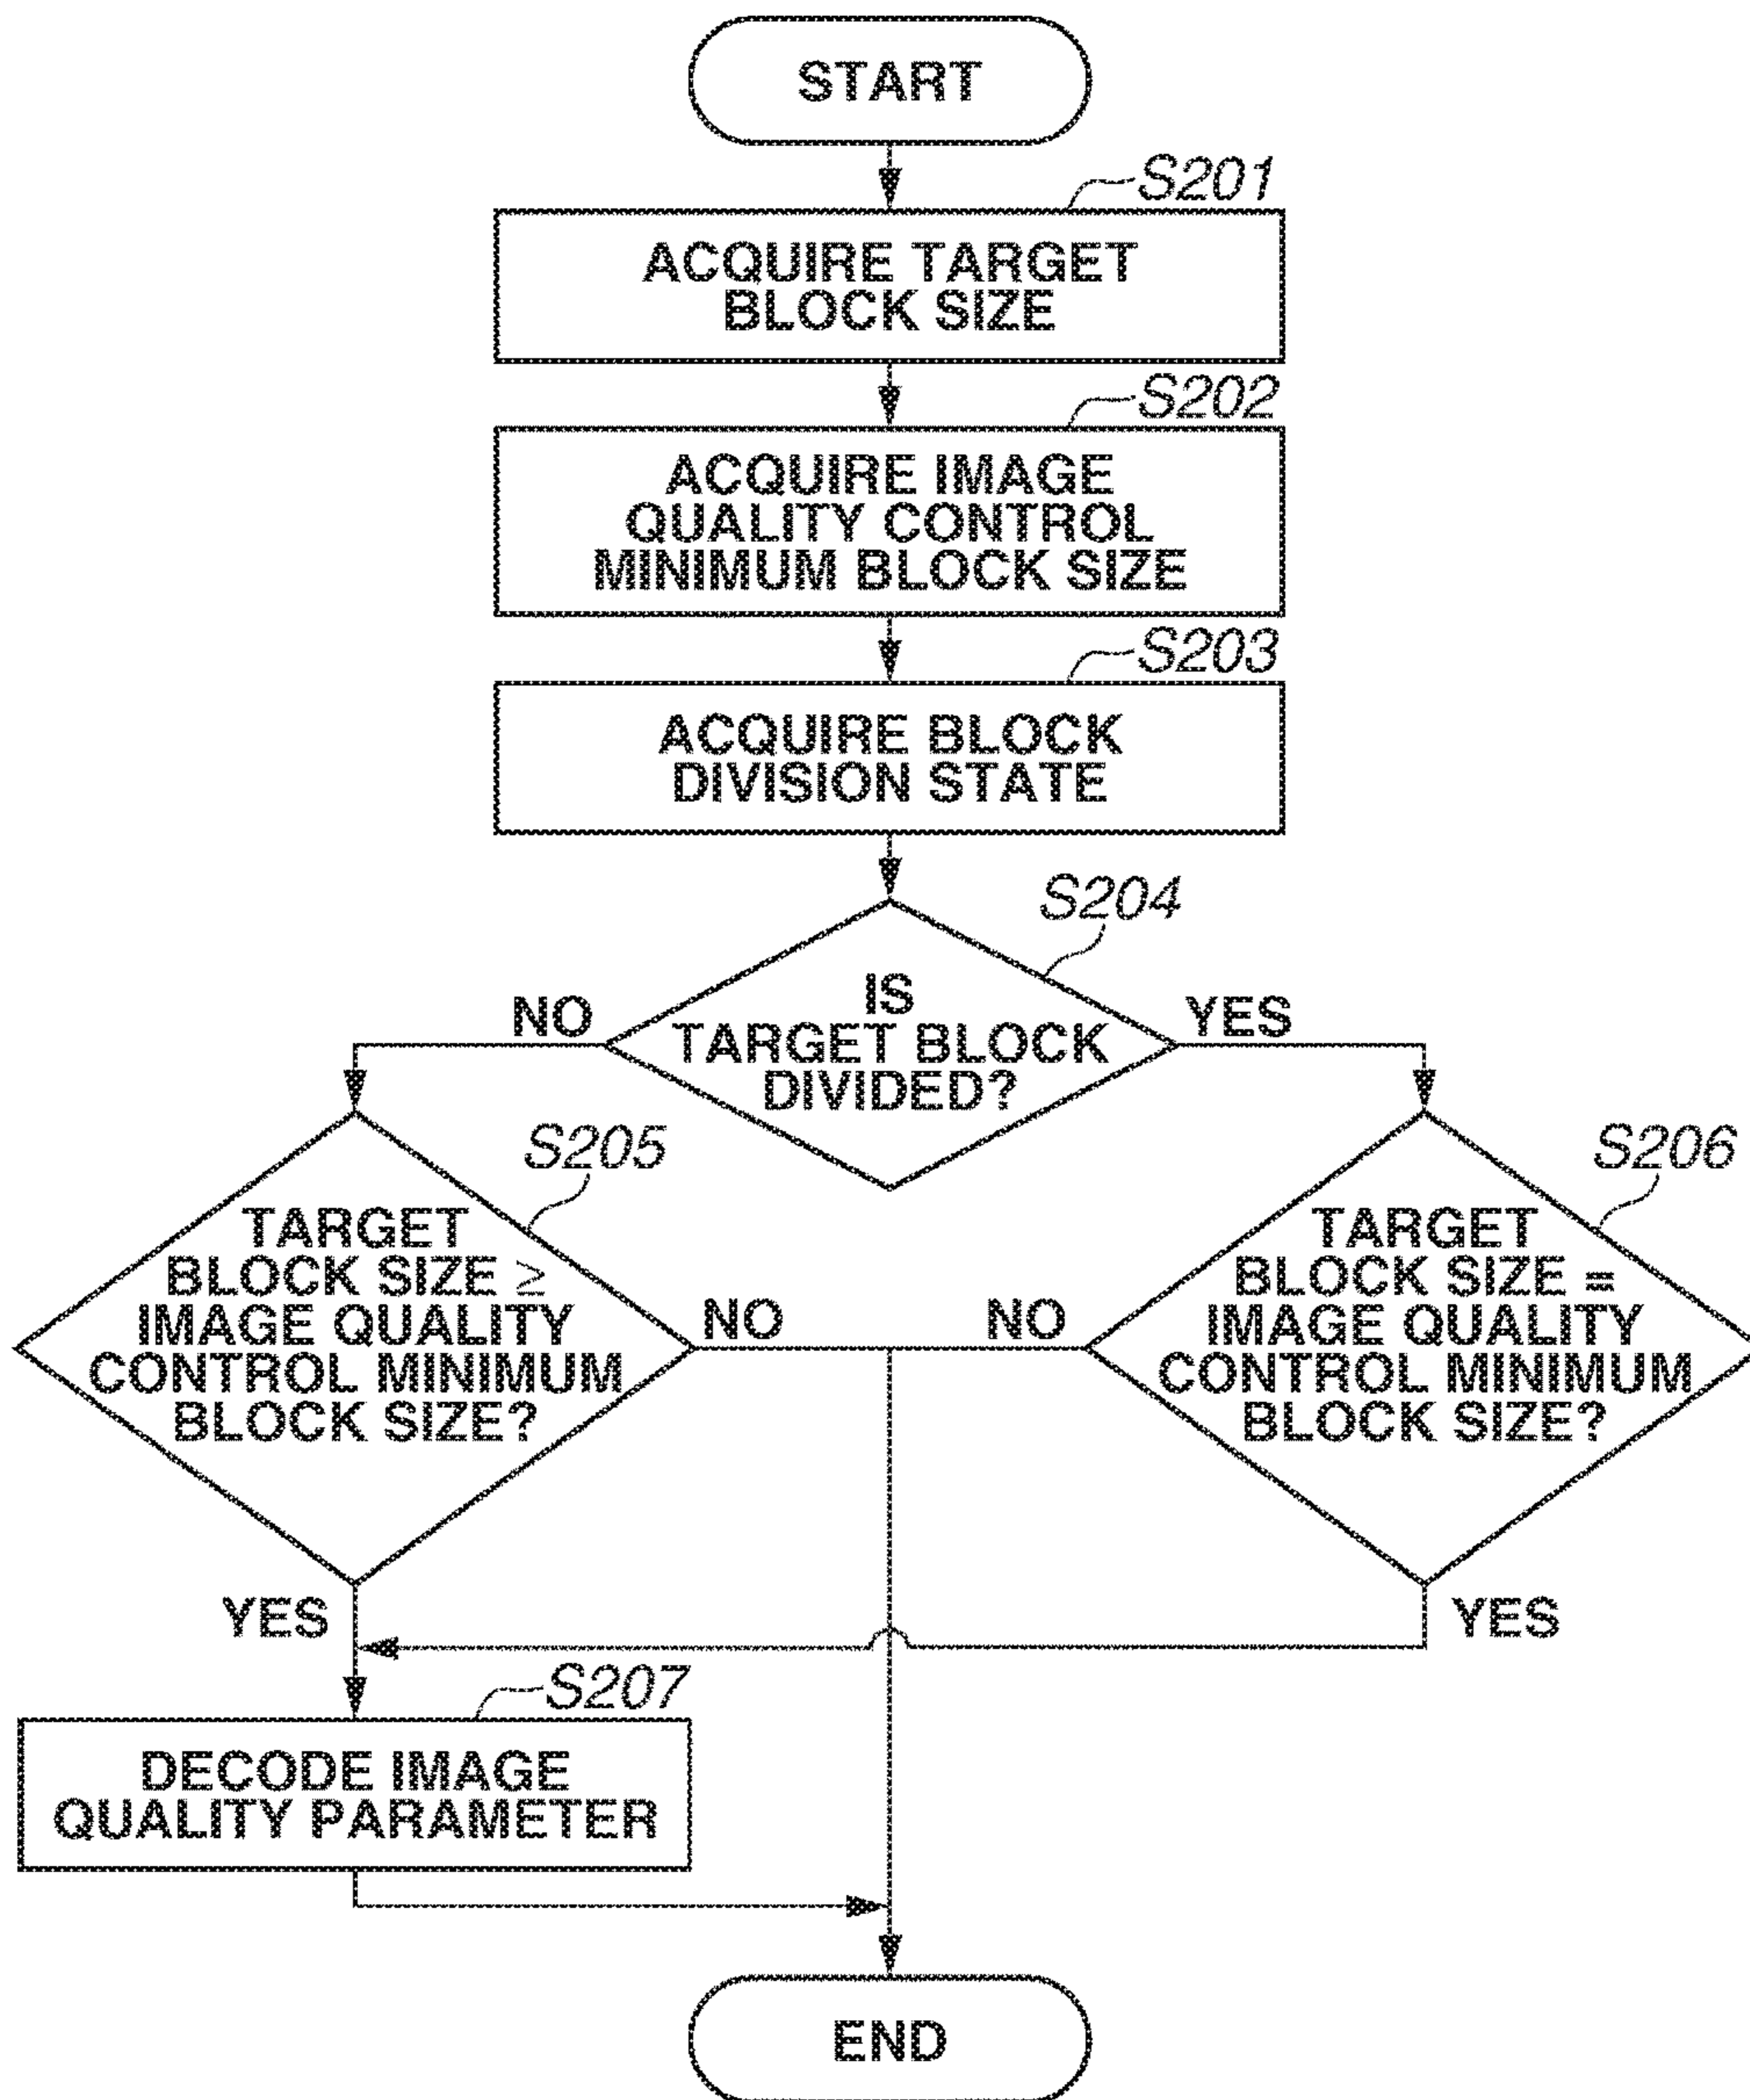 START
S201
ACQUIRE TARGET
BLOCK SIZE
S202
ACQUIRE IMAGE
QUALITY CONTROL
MINIMUM BLOCK SIZE
S203
ACQUIRE BLOCK
DIVISION STATE
S204
IS
TARGET BLOCK
DIVIDED?
NO
YES
S205
TARGET
BLOCK SIZE ≥
IMAGE QUALITY
CONTROL MINIMUM
BLOCK SIZE?
NO
YES
S206
TARGET
BLOCK SIZE =
IMAGE QUALITY
CONTROL MINIMUM
BLOCK SIZE?
NO
YES
S207
DECODE IMAGE
QUALITY PARAMETER
END